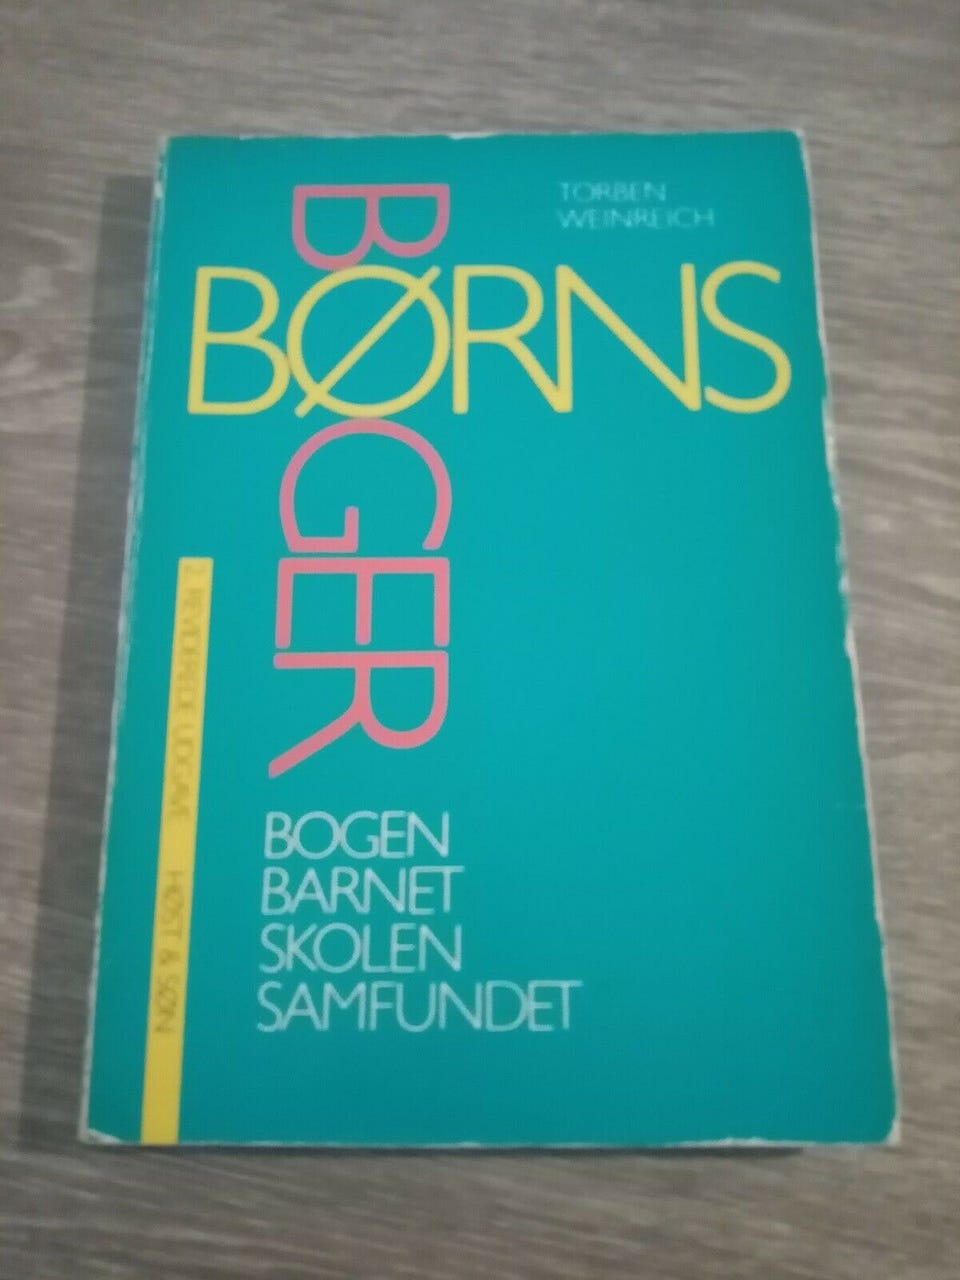 TORBEN
WEINREICH
BØRNS
BØGER
BOGEN
BARNET
SKOLEN
SAMFUNDET
2. REVIDEREDE UDGAVE HØST & SØN